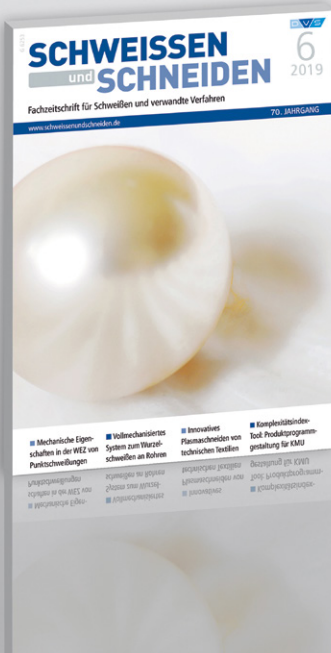 DVS
SCHWEISSEN
und SCHNEIDEN
6
2019
Fachzeitschrift für Schweißen und verwandte Verfahren
www.schweissenundschneiden.de
70. JAHRGANG
Mechanische Eigen-
schaften in der WEZ von
Punktschweißungen
Vollmechanisiertes
System zum Wurzel-
schweißen an Rohren
Innovatives
Plasmaschneiden von
technischen Textilien
Komplexitätsindex-
Tool: Produktprogramm-
gestaltung für KMU